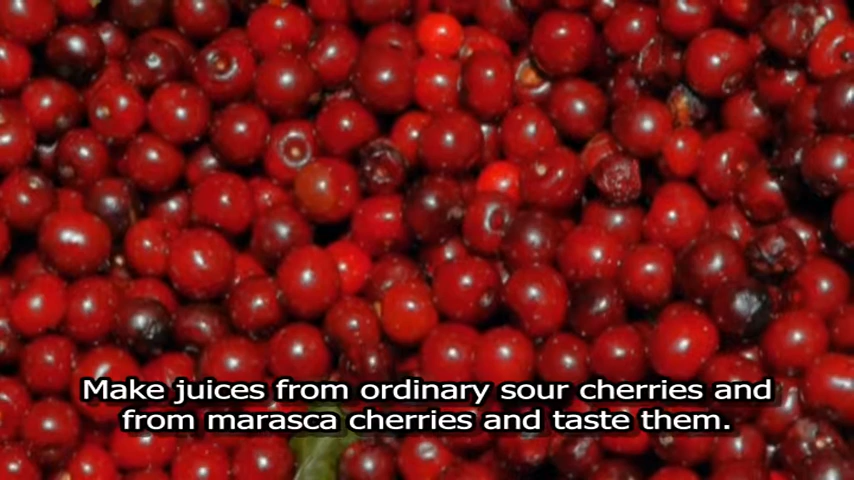 Make juices from ordinary sour cherries and
from marasca cherries and taste them.